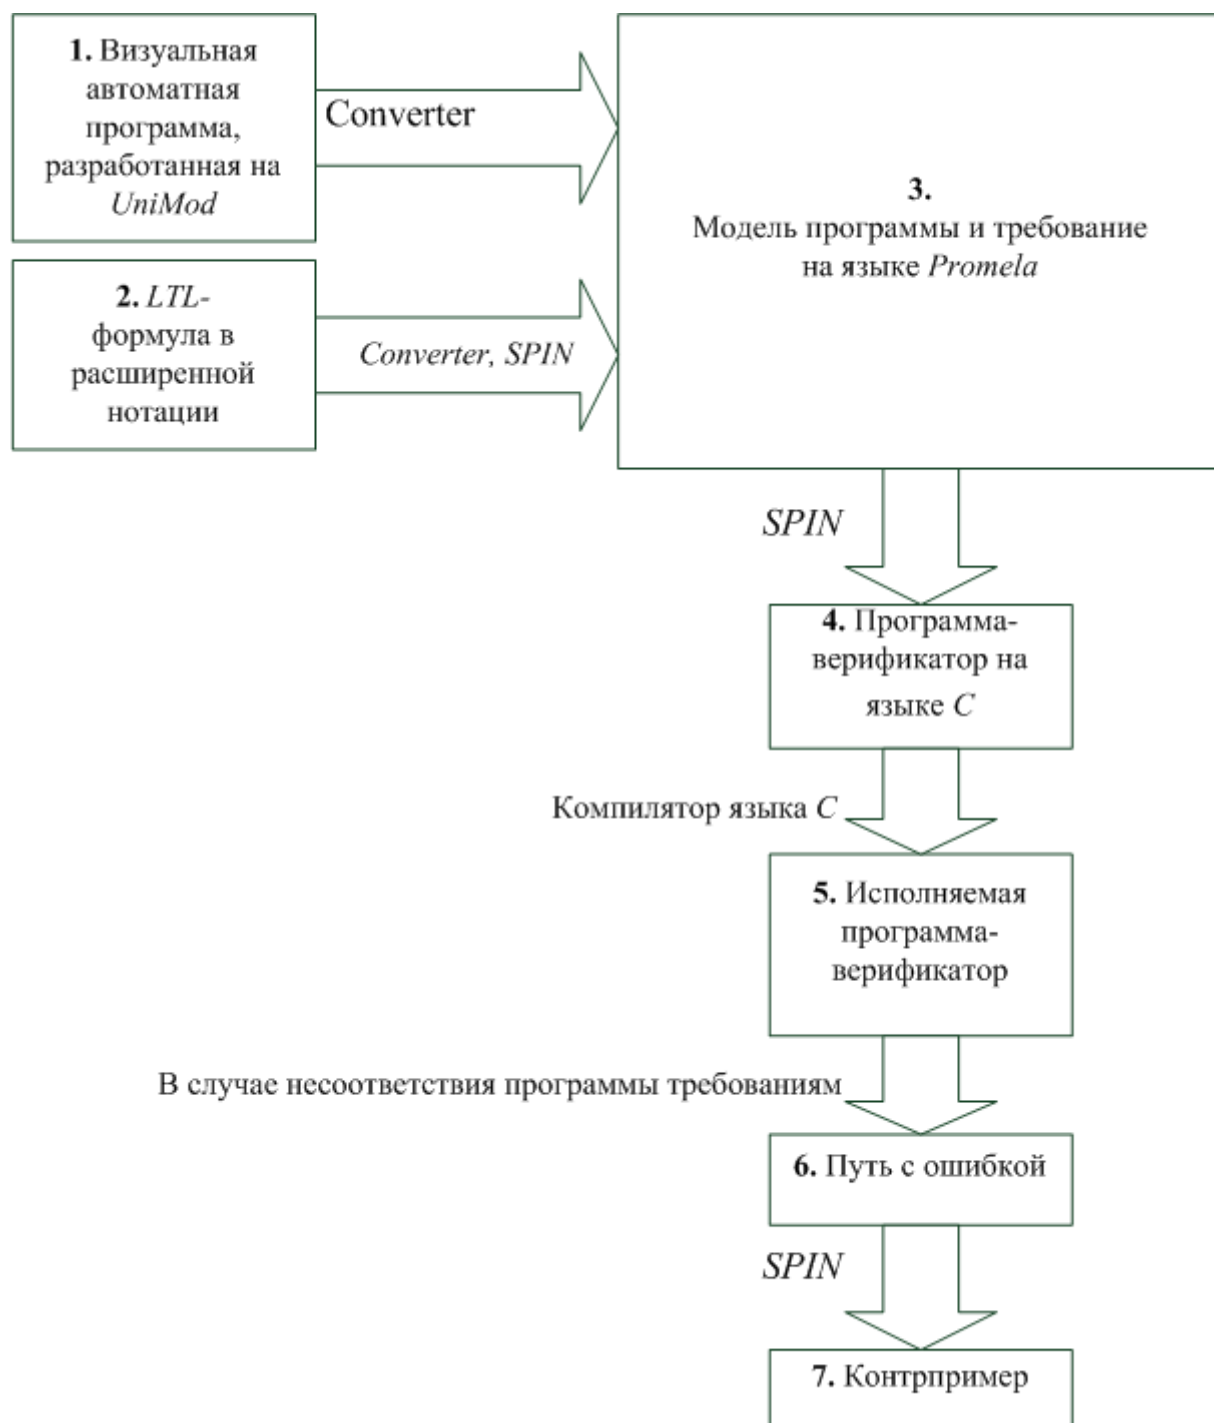 1. Визуальная
автоматная
программа,
разработанная на
UniMod
Converter
2. LTL-
формула в
расширенной
нотации
Converter, SPIN
3.
Модель программы и требование
на языке Promela
SPIN
4. Программа-
верификатор на
языке C
Компилятор языка C
5. Исполняемая
программа-
верификатор
В случае несоответствия программы требованиям
6. Путь с ошибкой
SPIN
7. Контрпример